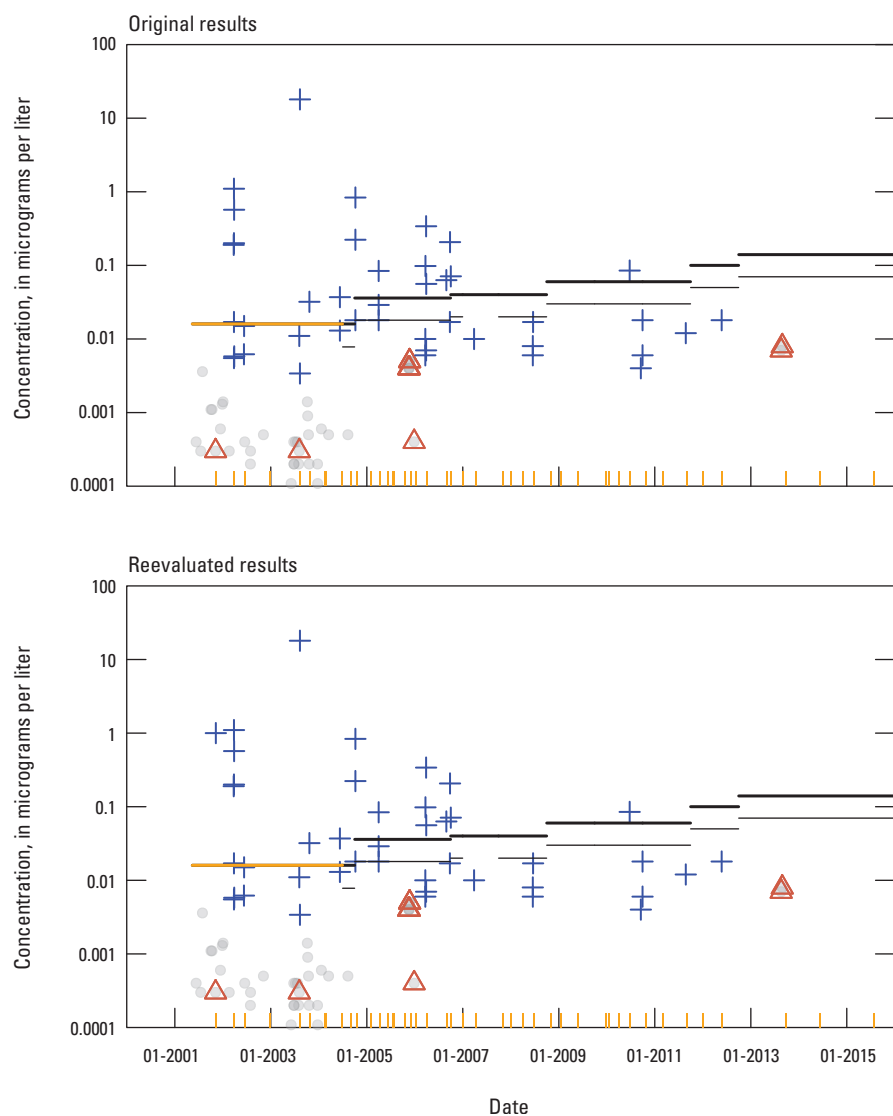 Original results
100
10
1
0.1
0.01
0.001
0.0001
Concentration, in micrograms per liter
Reevaluated results
100
10
1
0.1
0.01
0.001
0.0001
Concentration, in micrograms per liter
01-2001 01-2003 01-2005 01-2007 01-2009 01-2011 01-2013 01-2015
Date